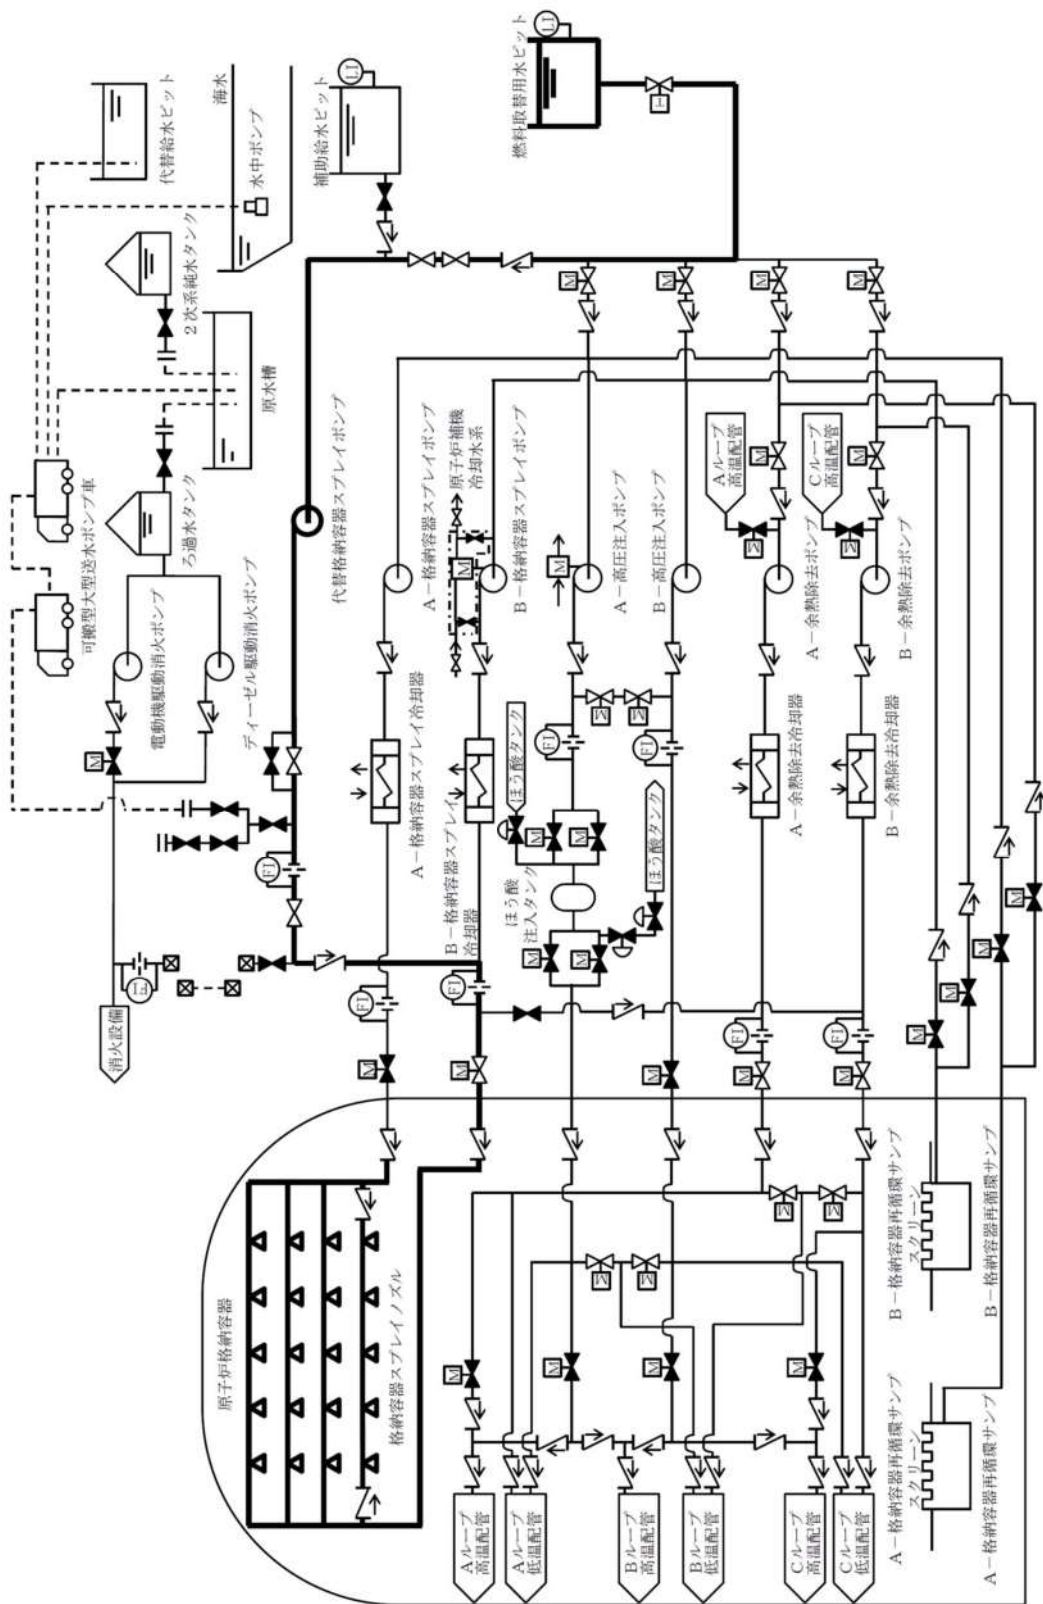 代替給水ピット
海水
水中ポンプ
補助給水ピット
LI
燃料取替用水ピット
LI
2次系純水タンク
原水槽
ろ過水タンク
可搬型大型送水ポンプ車
電動機駆動消火ポンプ
ディーゼル駆動消火ポンプ
M
FI
FI
消火設備
代替格納容器スプレイポンプ
A-格納容器スプレイポンプ
原子炉補機
冷却水系
B-格納容器スプレイポンプ
A-高圧注入ポンプ
B-高圧注入ポンプ
Aループ
高温配管
Cループ
高温配管
A-余熱除去ポンプ
B-余熱除去ポンプ
A-格納容器スプレイ冷却器
B-格納容器スプレイ
冷却器
ほう酸タンク
ほう酸
注入タンク
ほう酸タンク
A-余熱除去冷却器
B-余熱除去冷却器
原子炉格納容器
格納容器スプレイノズル
Aループ
高温配管
Aループ
低温配管
Bループ
高温配管
Bループ
低温配管
Cループ
高温配管
Cループ
低温配管
B-格納容器再循環サンプ
スクリーン
B-格納容器再循環サンプ
A-格納容器再循環サンプ
スクリーン
A-格納容器再循環サンプ